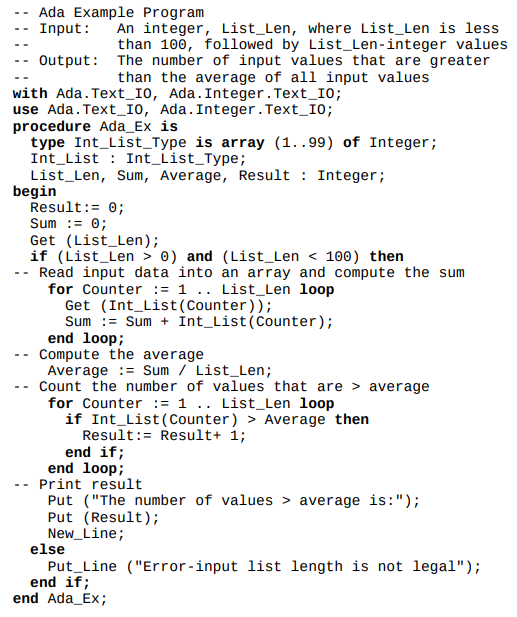 -- Ada Example Program
-- Input:   An integer, List_Len, where List_Len is less
--          than 100, followed by List_Len-integer values
-- Output:  The number of input values that are greater
--          than the average of all input values
with Ada.Text_IO, Ada.Integer.Text_IO;
use Ada.Text_IO, Ada.Integer.Text_IO;
procedure Ada_Ex is
  type Int_List_Type is array (1..99) of Integer;
  Int_List : Int_List_Type;
  List_Len, Sum, Average, Result : Integer;
begin
  Result:= 0;
  Sum := 0;
  Get (List_Len);
  if (List_Len > 0) and (List_Len < 100) then
-- Read input data into an array and compute the sum
    for Counter := 1 .. List_Len loop
      Get (Int_List(Counter));
      Sum := Sum + Int_List(Counter);
    end loop;
-- Compute the average
    Average := Sum / List_Len;
-- Count the number of values that are > average
    for Counter := 1 .. List_Len loop
      if Int_List(Counter) > Average then
        Result:= Result+ 1;
      end if;
    end loop;
-- Print result
    Put ("The number of values > average is:");
    Put (Result);
    New_Line;
  else
    Put_Line ("Error-input list length is not legal");
  end if;
end Ada_Ex;